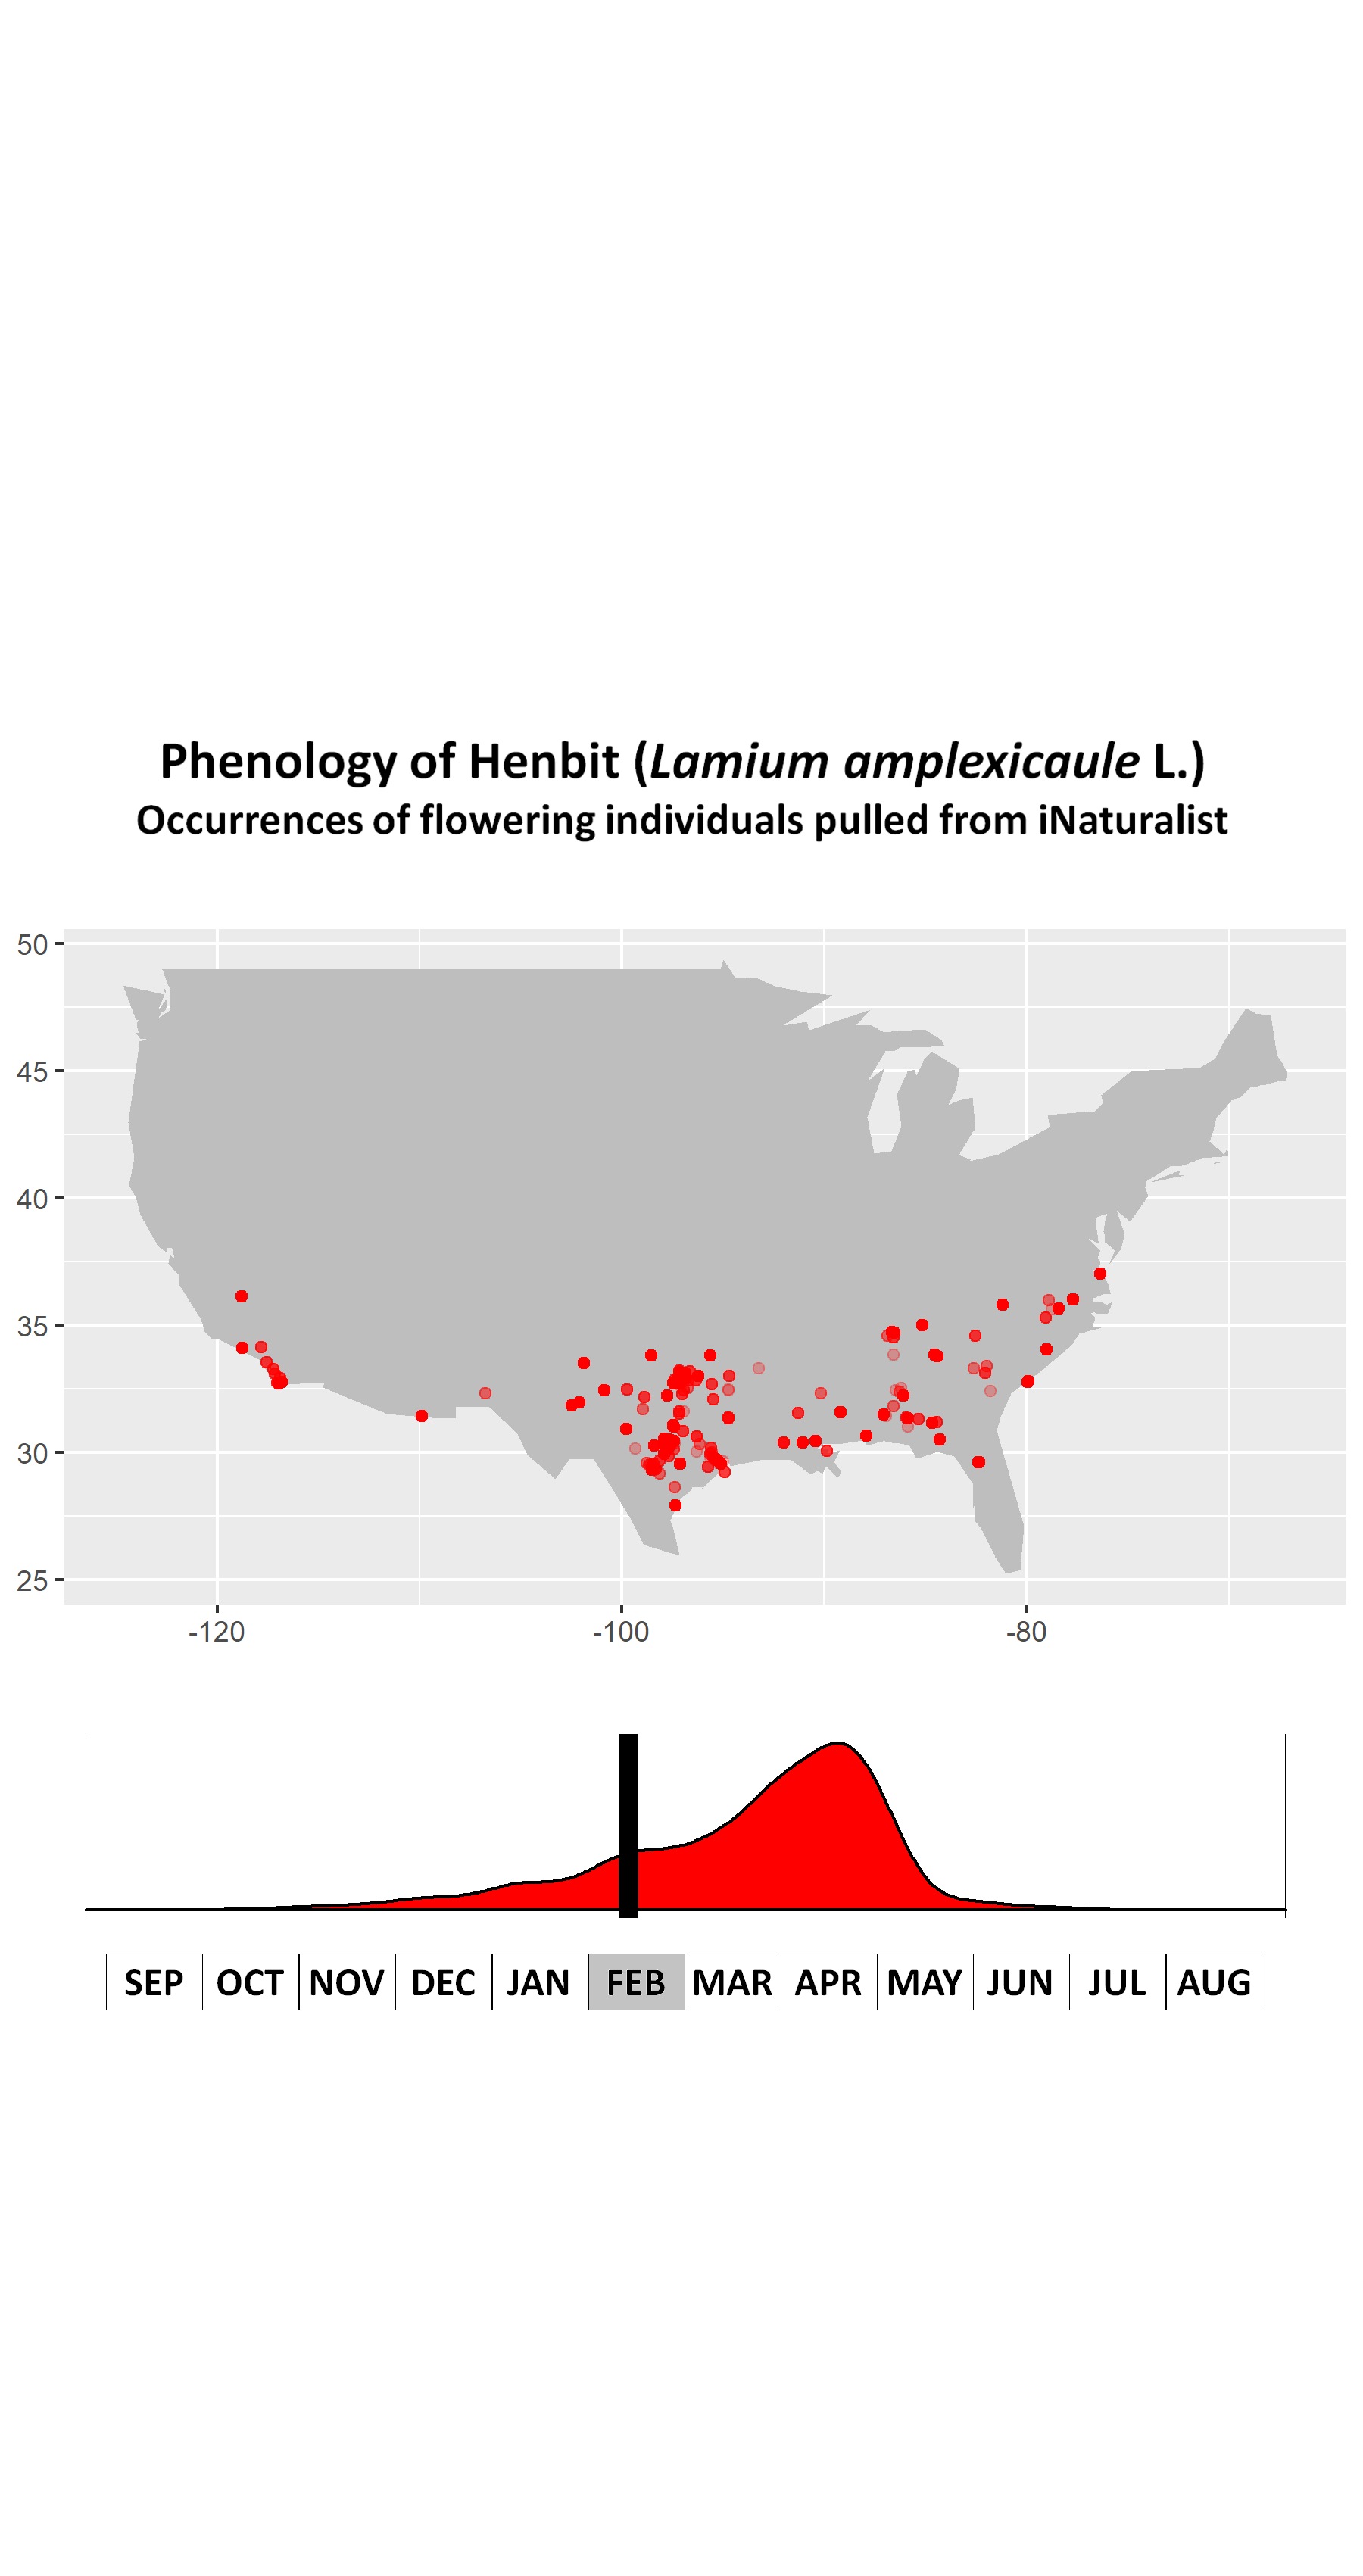 Phenology of Henbit (Lamium amplexicaule L.)
Occurrences of flowering individuals pulled from iNaturalist
50
45
40
35
30
25
-120 -100 -80
SEP OCT NOV DEC JAN FEB MAR APR MAY JUN JUL AUG